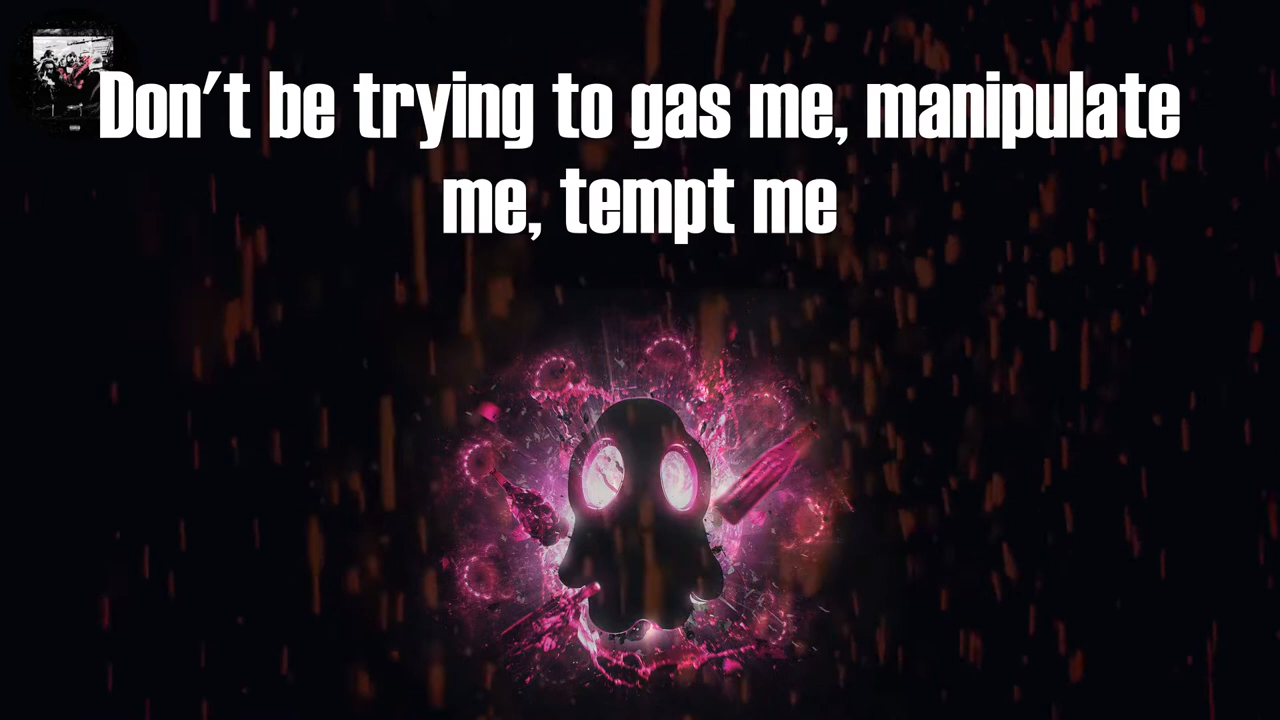 Don't be trying to gas me, manipulate
me, tempt me